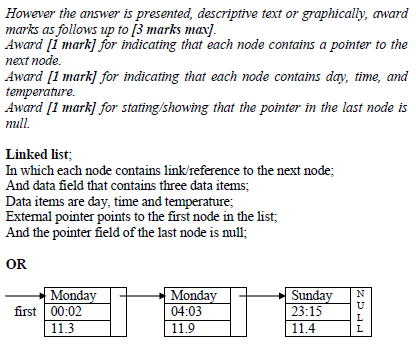 However the answer is presented, descriptive text or graphically, award
marks as follows up to [3 marks max].
Award [1 mark] for indicating that each node contains a pointer to the
next node.
Award [1 mark] for indicating that each node contains day, time, and
temperature.
Award [1 mark] for stating/showing that the pointer in the last node is
null.
Linked list;
In which each node contains link/reference to the next node;
And data field that contains three data items;
Data items are day, time and temperature;
External pointer points to the first node in the list;
And the pointer field of the last node is null;
OR
first
Monday
00:02
11.3
Monday
04:03
11.9
Sunday
23:15
11.4
NULL